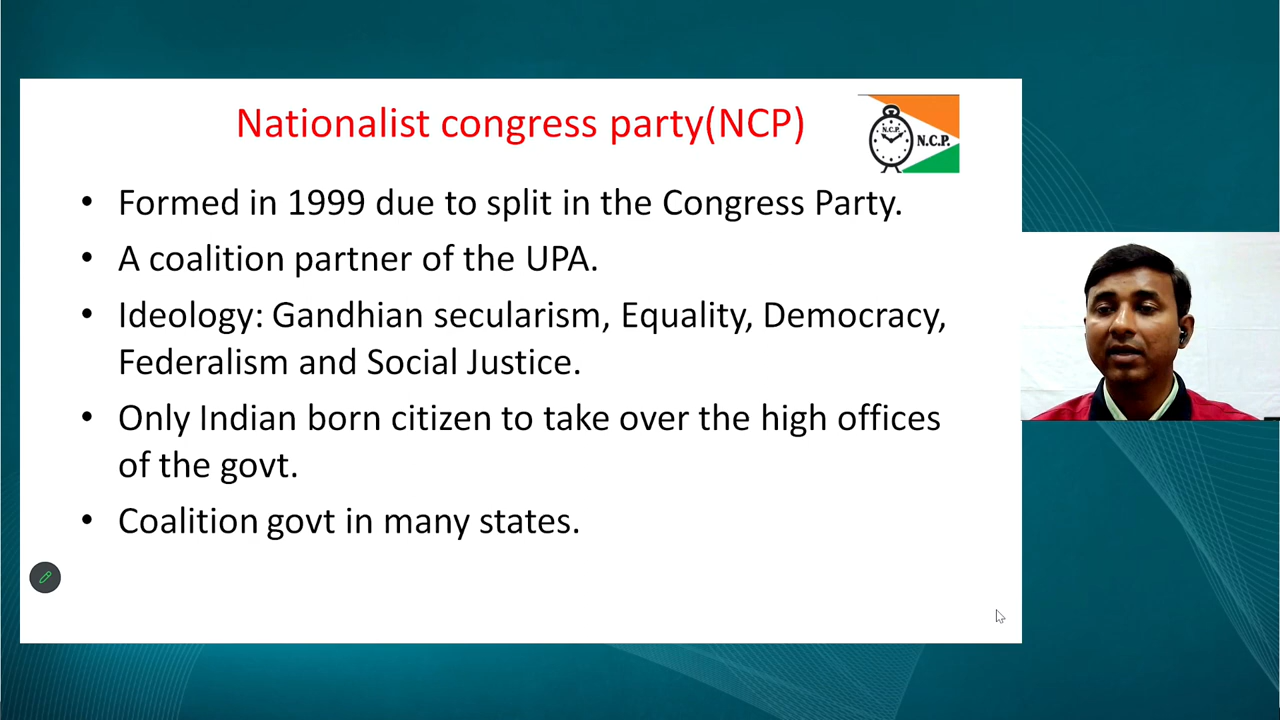 Nationalist congress party(NCP)
N.C.P.
N.C.P.
• Formed in 1999 due to split in the Congress Party.
• A coalition partner of the UPA.
• Ideology: Gandhian secularism, Equality, Democracy,
Federalism and Social Justice.
• Only Indian born citizen to take over the high offices
of the govt.
• Coalition govt in many states.